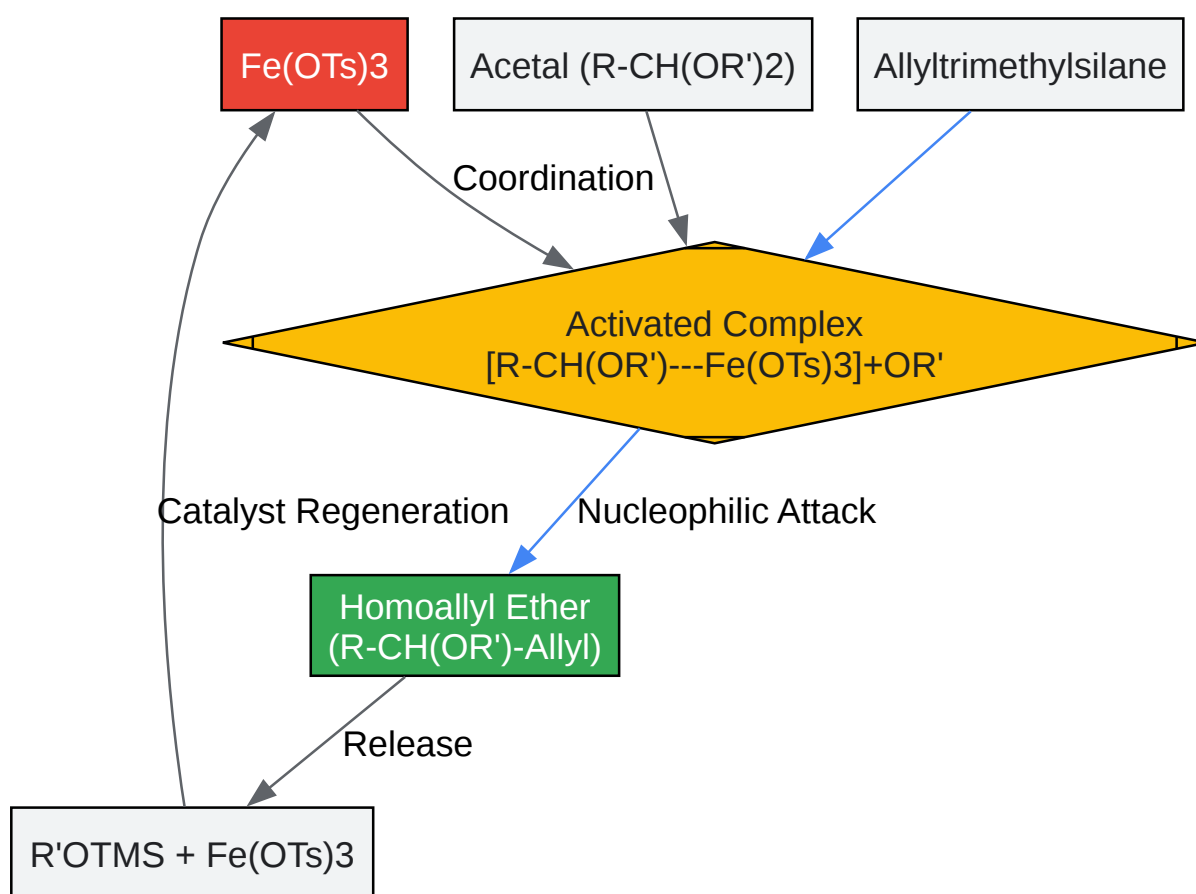 Fe(OTs)3
Acetal (R-CH(OR')2)
Allyltrimethylsilane
Coordination
Activated Complex
[R-CH(OR')---Fe(OTs)3]+OR'
Catalyst Regeneration
Nucleophilic Attack
Homoallyl Ether
(R-CH(OR')-Allyl)
Release
R'OTMS + Fe(OTs)3